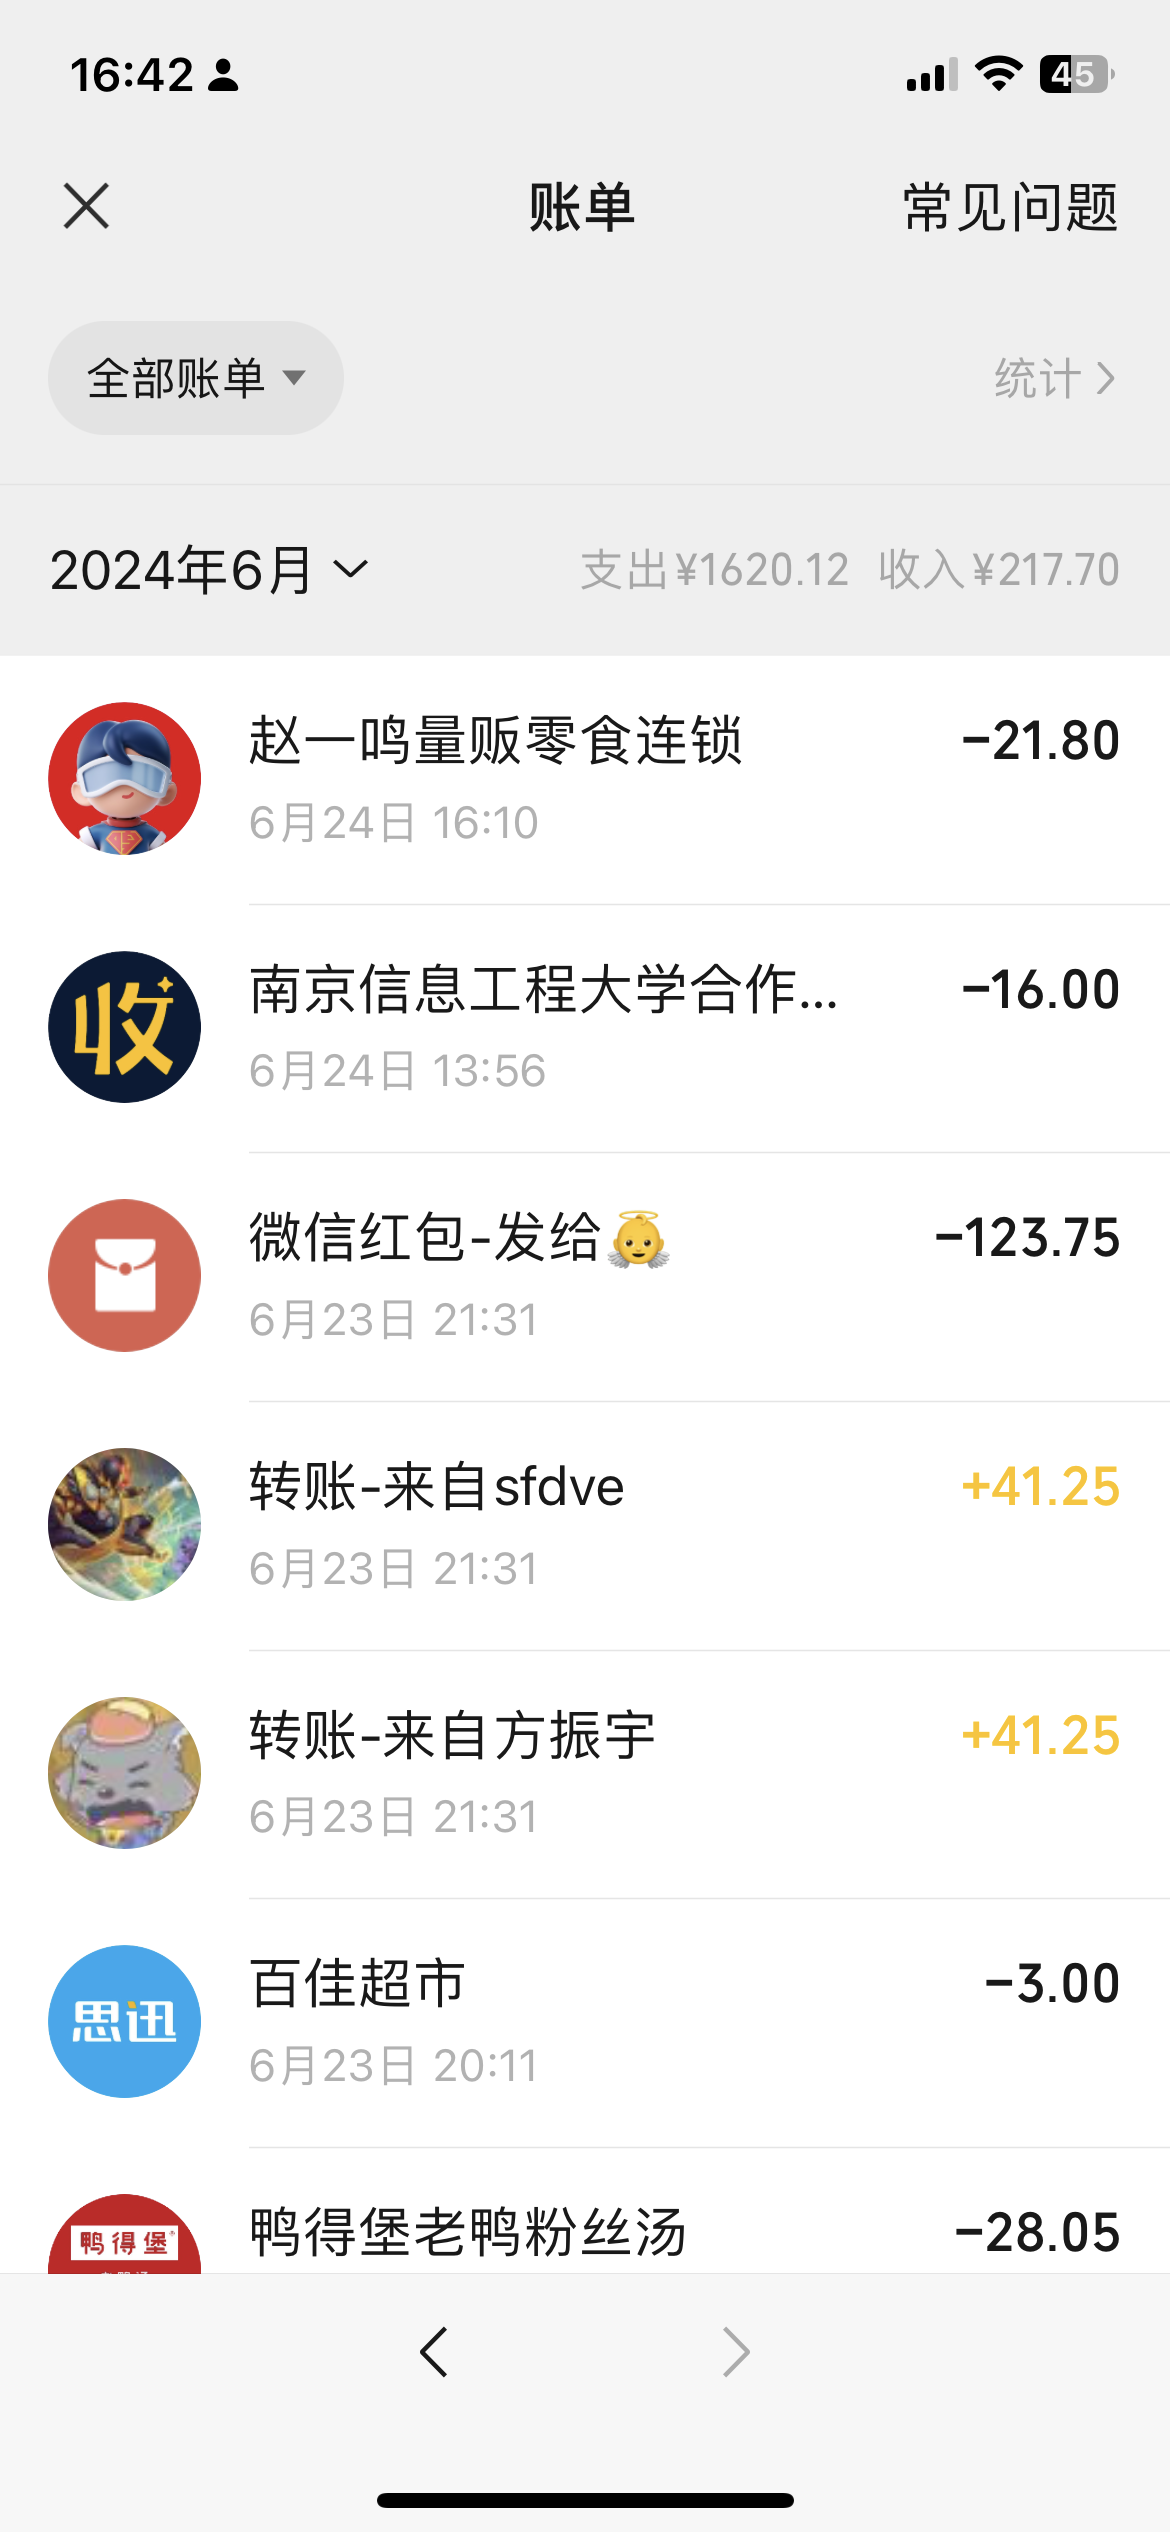 16:42
45
账单
常见问题
全部账单
统计
2024年6月
支出¥1620.12 收入¥217.70
赵一鸣量贩零食连锁
-21.80
6月24日 16:10
收
南京信息工程大学合作...
-16.00
6月24日 13:56
微信红包-发给👼
-123.75
6月23日 21:31
转账-来自sfdve
+41.25
6月23日 21:31
转账-来自方振宇
+41.25
6月23日 21:31
思迅
百佳超市
-3.00
6月23日 20:11
鸭得堡
鸭得堡老鸭粉丝汤
-28.05